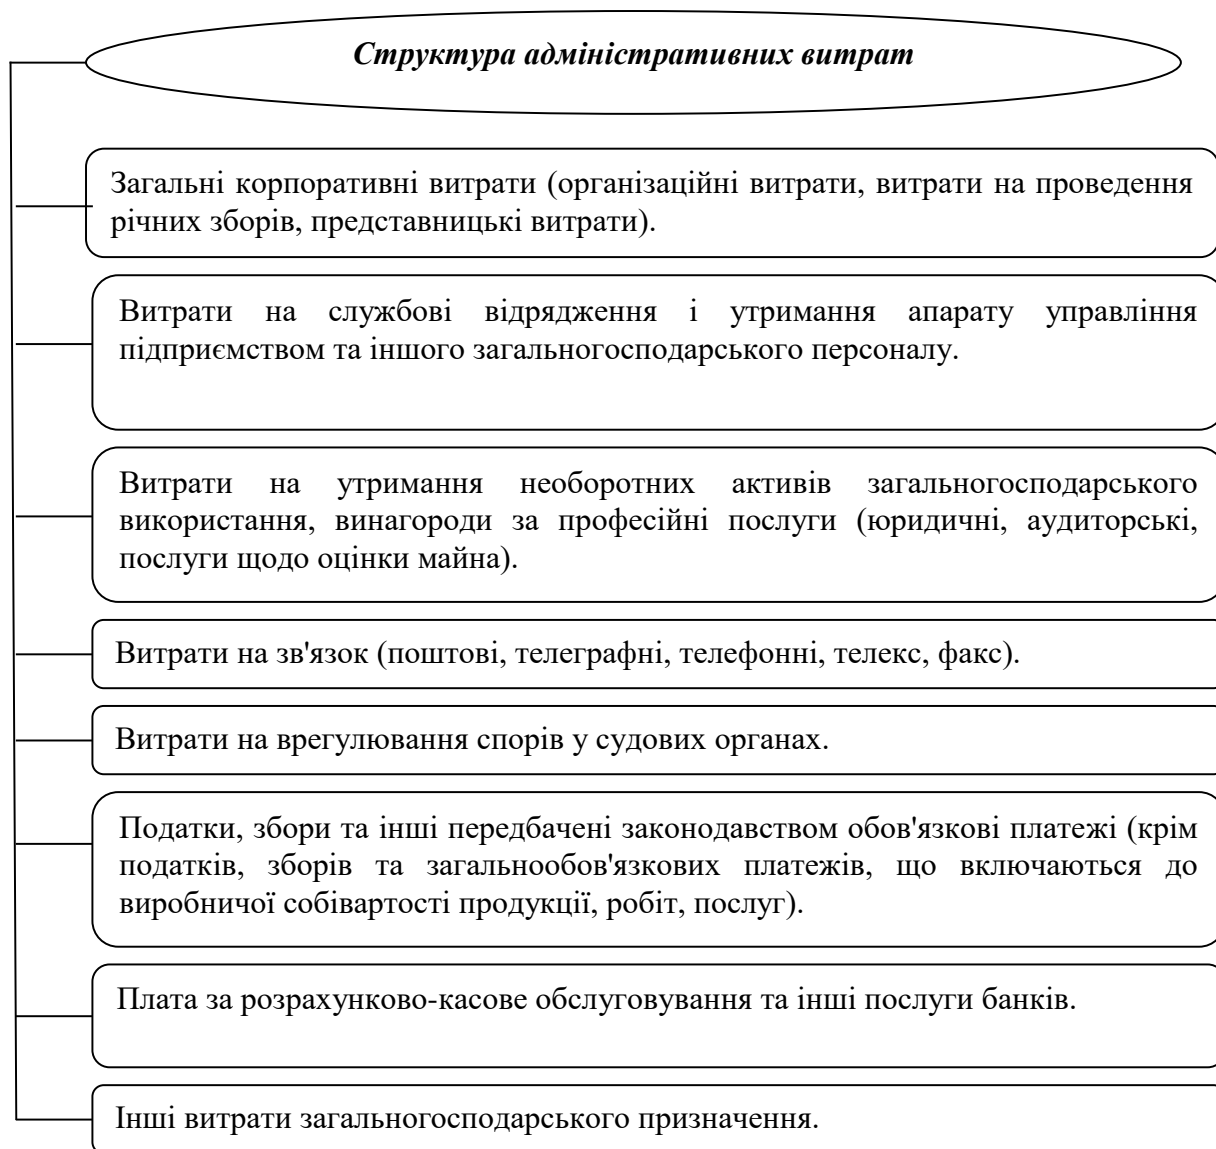 Структура адміністративних витрат
Загальні корпоративні витрати (організаційні витрати, витрати на проведення
річних зборів, представницькі витрати).
Витрати на службові відрядження і утримання апарату управління
підприємством та іншого загальногосподарського персоналу.
Витрати на утримання необоротних активів загальногосподарського
використання, винагороди за професійні послуги (юридичні, аудиторські,
послуги щодо оцінки майна).
Витрати на зв'язок (поштові, телеграфні, телефонні, телекс, факс).
Витрати на врегулювання спорів у судових органах.
Податки, збори та інші передбачені законодавством обов'язкові платежі (крім
податків, зборів та загальнообов'язкових платежів, що включаються до
виробничої собівартості продукції, робіт, послуг).
Плата за розрахунково-касове обслуговування та інші послуги банків.
Інші витрати загальногосподарського призначення.